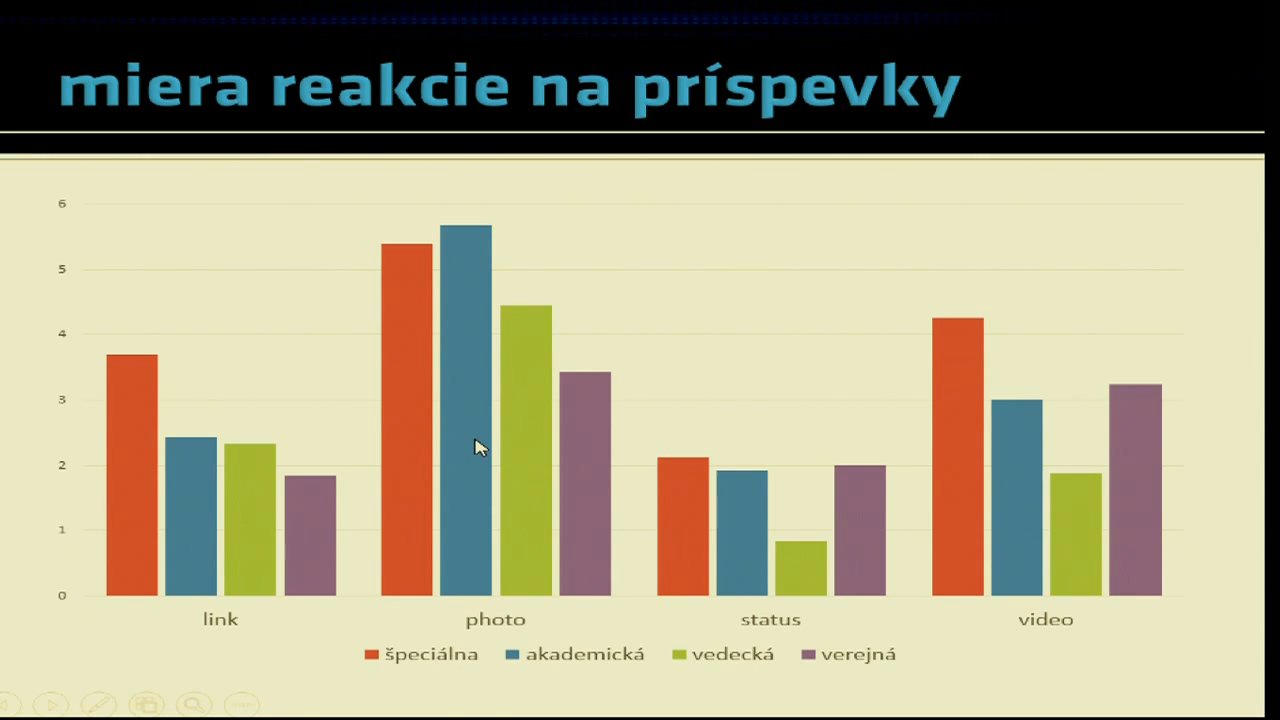 miera reakcie na príspevky
6
5
4
3
2
1
0
link photo status video
špeciálna akademická vedecká verejná